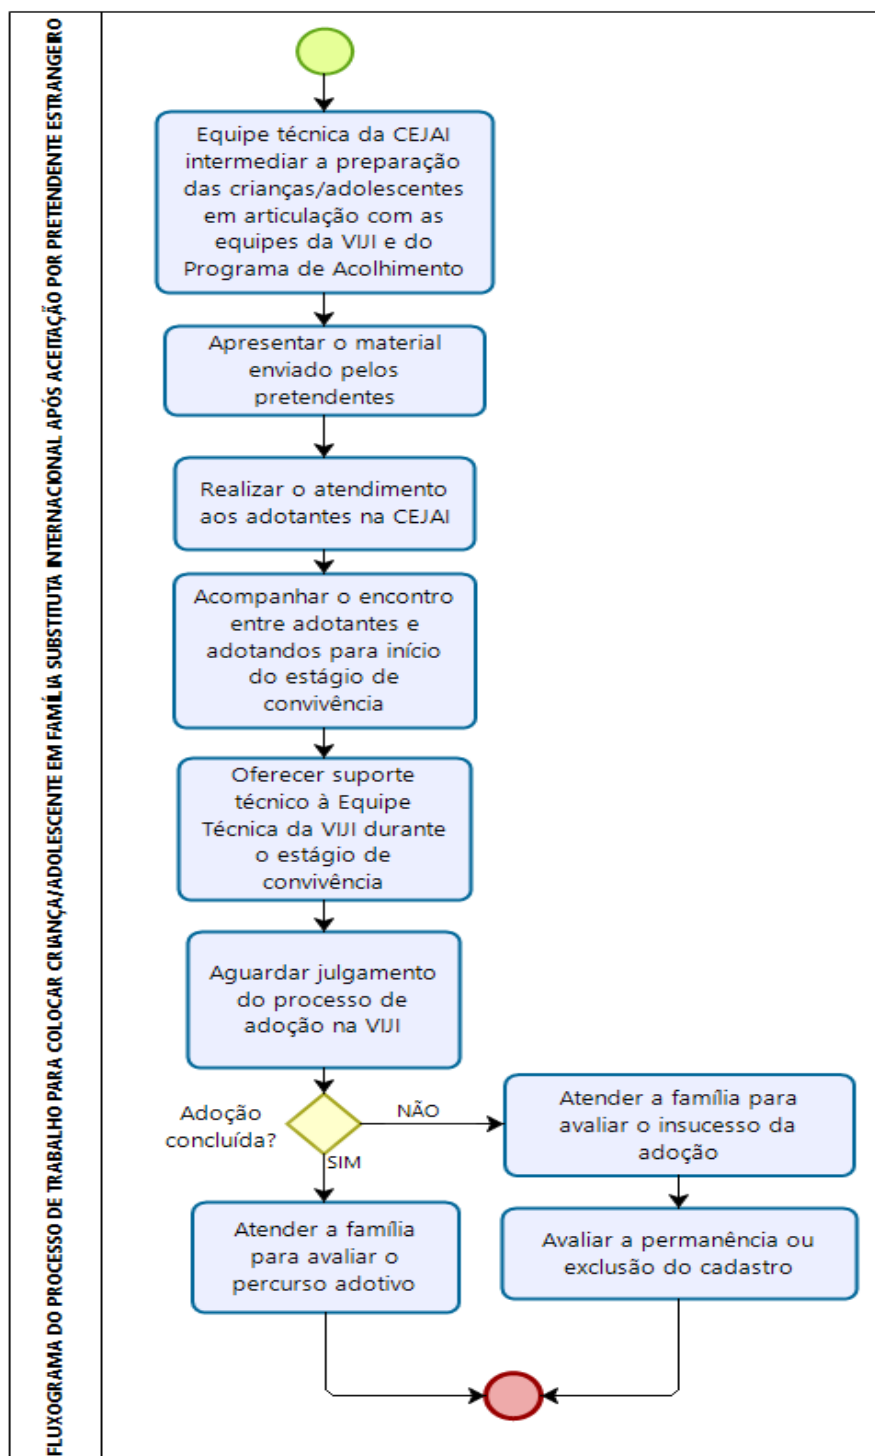 FLUXOGRAMA DO PROCESSO DE TRABALHO PARA COLOCAR CRIANÇA/ADOLESCENTE EM FAMÍLIA SUBSTITUTA INTERNACIONAL APÓS ACEITAÇÃO POR PRETENDENTE ESTRANGEIRO
Equipe técnica da CEJAI
intermediar a preparação
das crianças/adolescentes
em articulação com as
equipes da VIJI e do
Programa de Acolhimento
Apresentar o material
enviado pelos
pretendentes
Realizar o atendimento
aos adotantes na CEJAI
Acompanhar o encontro
entre adotantes e
adotandos para início
do estágio de
convivência
Oferecer suporte
técnico à Equipe
Técnica da VIJI durante
o estágio de
convivência
Aguardar julgamento
do processo de
adoção na VIJI
Adoção
concluída?
NÃO
SIM
Atender a família para
avaliar o insucesso da
adoção
Atender a família
para avaliar o
percurso adotivo
Avaliar a permanência ou
exclusão do cadastro